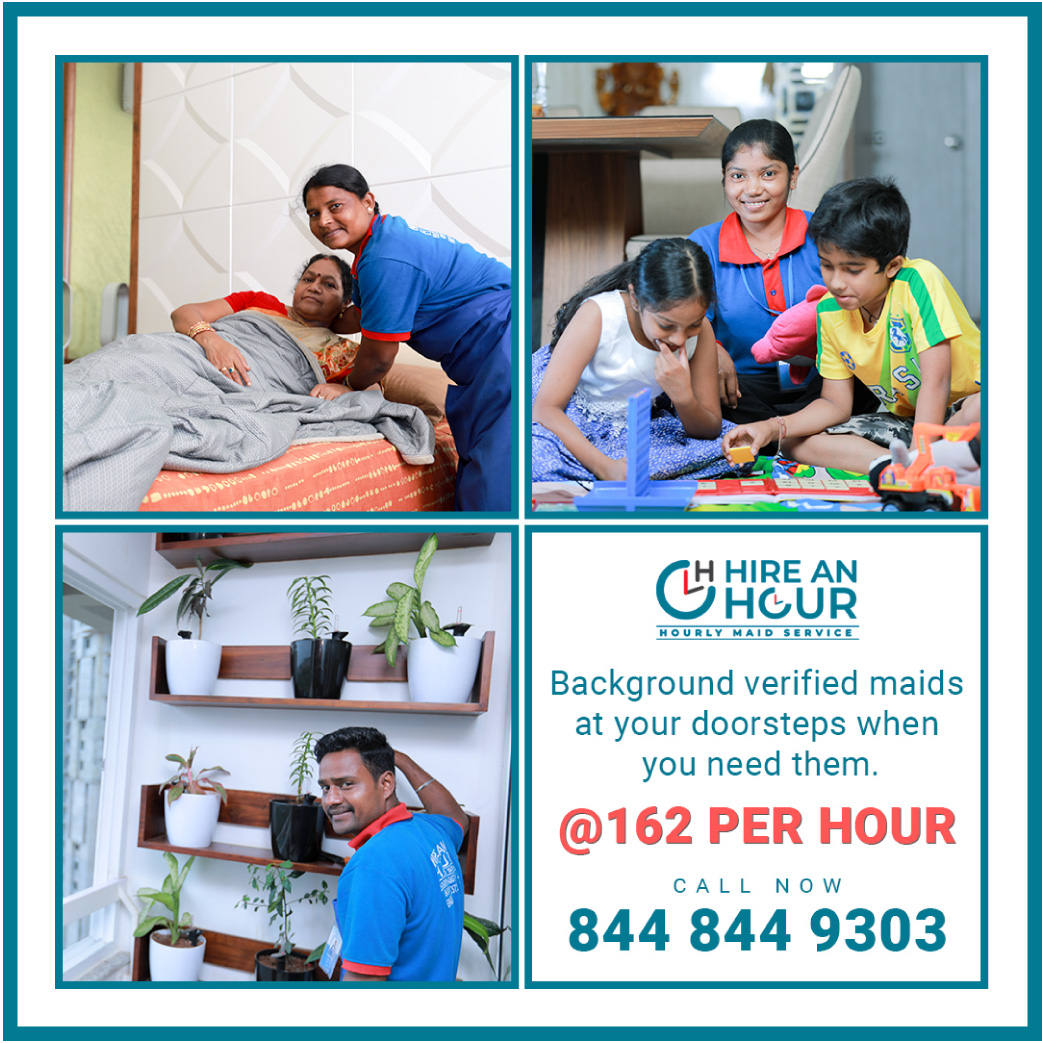 HIRE AN
HOUR
HOURLY MAID SERVICE
Background verified maids
at your doorsteps when
you need them.
@162 PER HOUR
CALL NOW
844 844 9303